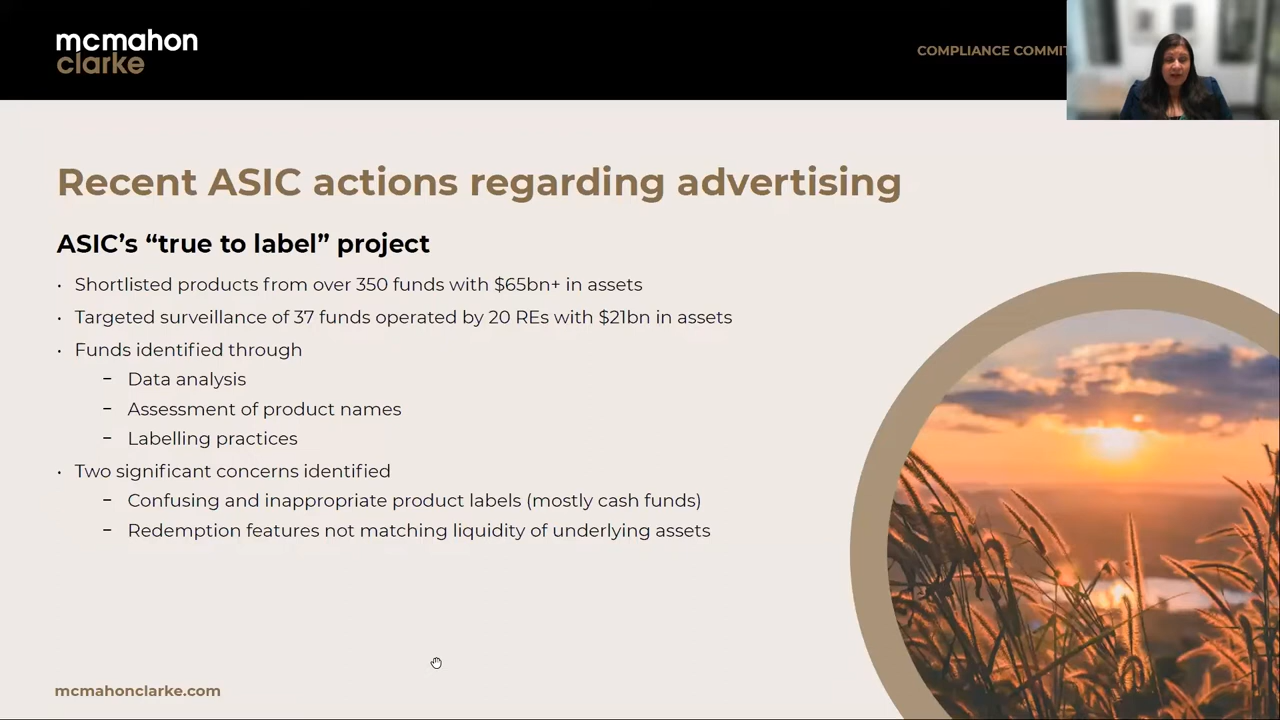 mcmahon
clarke
COMPLIANCE
Recent ASIC actions regarding advertising
ASIC’s “true to label” project
• Shortlisted products from over 350 funds with $65bn+ in assets
• Targeted surveillance of 37 funds operated by 20 REs with $21bn in assets
• Funds identified through
– Data analysis
– Assessment of product names
– Labelling practices
• Two significant concerns identified
– Confusing and inappropriate product labels (mostly cash funds)
– Redemption features not matching liquidity of underlying assets
mcmahonclarke.com